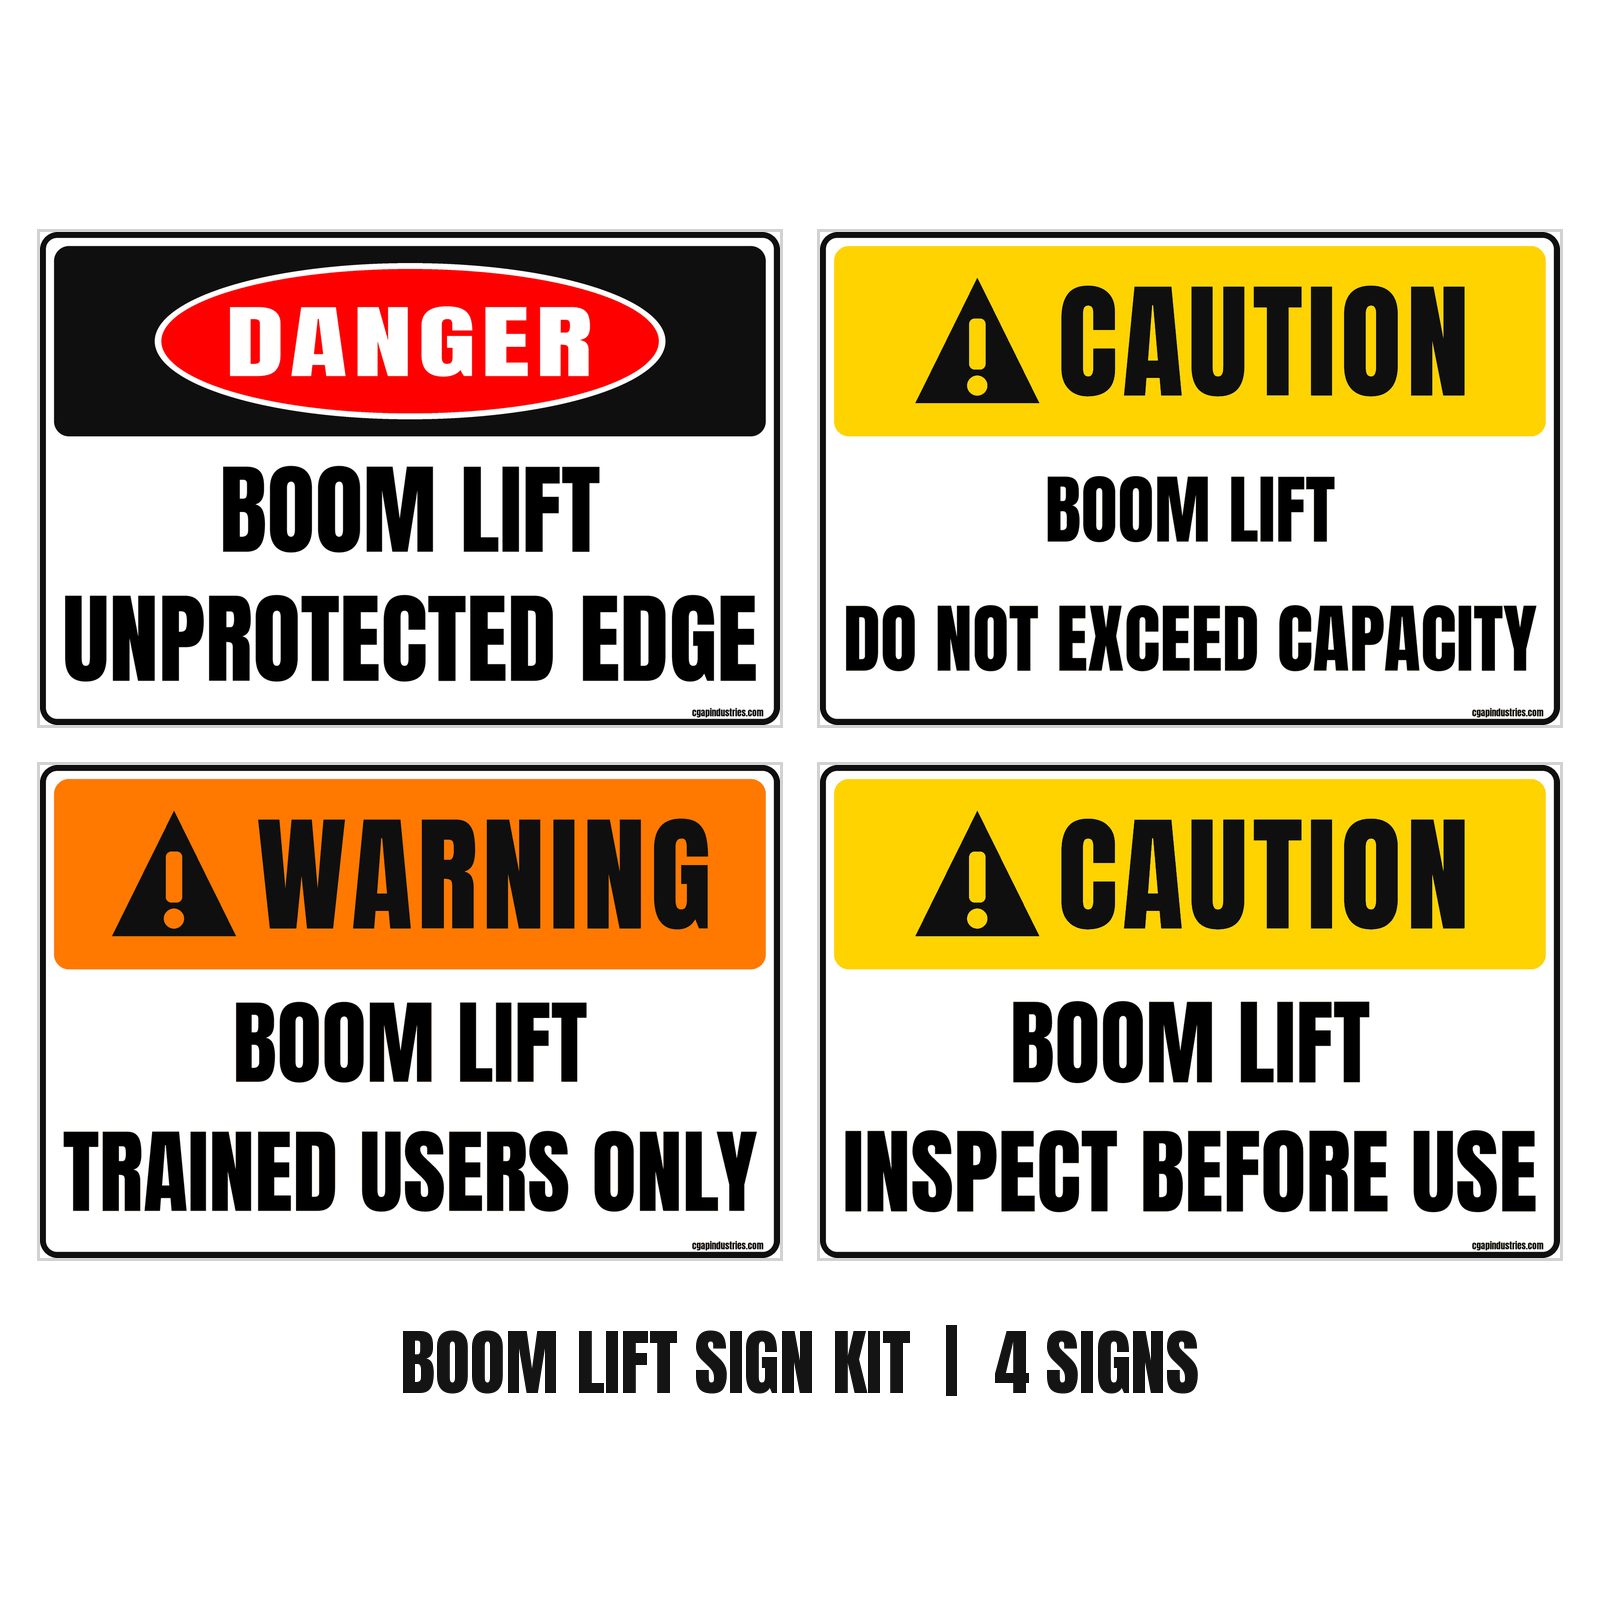 DANGER
BOOM LIFT
UNPROTECTED EDGE
cgapindustries.com
CAUTION
BOOM LIFT
DO NOT EXCEED CAPACITY
cgapindustries.com
WARNING
BOOM LIFT
TRAINED USERS ONLY
cgapindustries.com
CAUTION
BOOM LIFT
INSPECT BEFORE USE
cgapindustries.com
BOOM LIFT SIGN KIT | 4 SIGNS